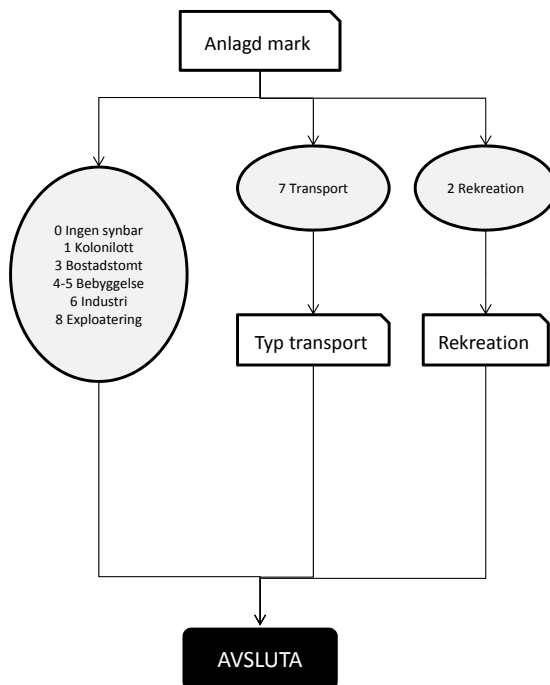 Anlagd mark
0 Ingen synbar
1 Kolonilott
3 Bostadstomt
4-5 Bebyggelse
6 Industri
8 Exploatering
7 Transport
2 Rekreation
Typ transport
Rekreation
AVSLUTA